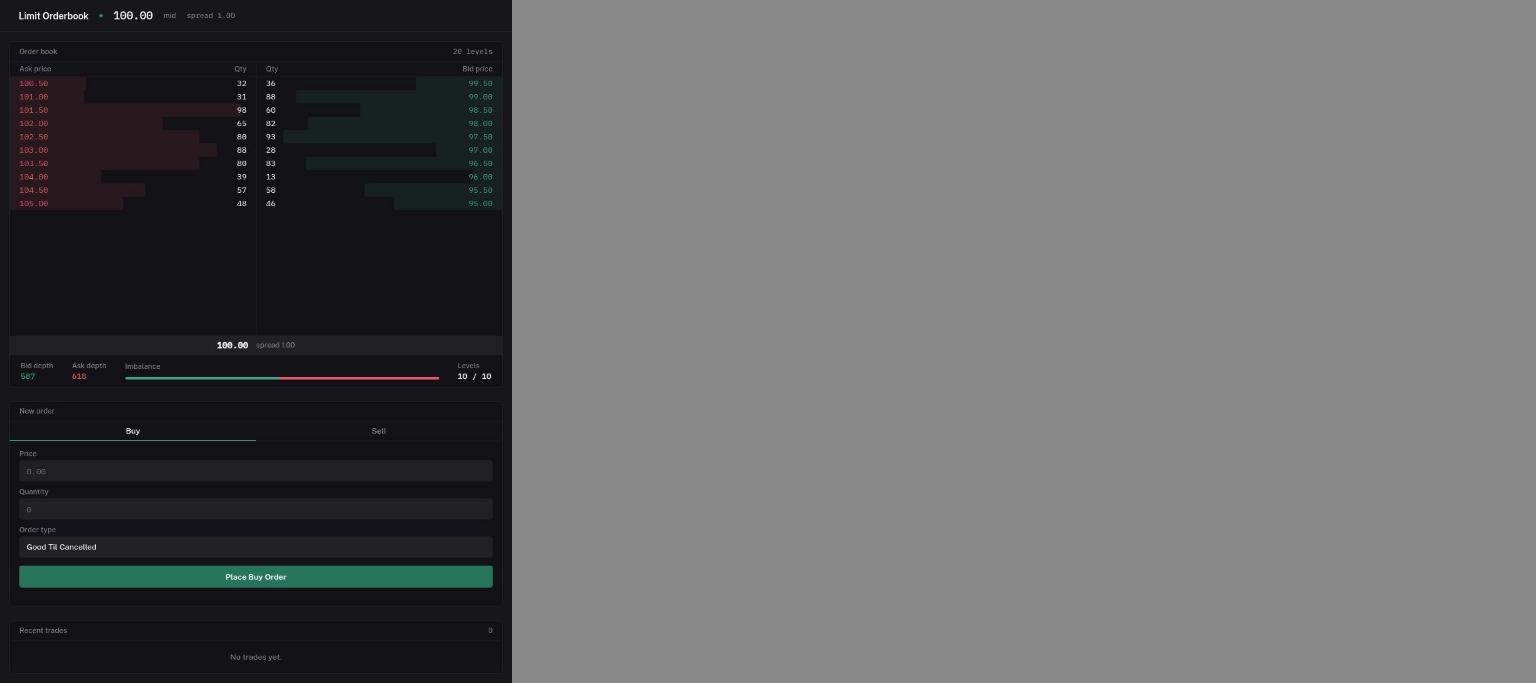 Limit Orderbook 100.00 mid spread 1.00
Order book 20 levels
Ask price Qty Qty Bid price
100.50 32 36 99.50
101.00 31 88 99.00
101.50 98 60 98.50
102.00 65 82 98.00
102.50 80 93 97.50
103.00 88 28 97.00
103.50 80 83 96.50
104.00 39 13 96.00
104.50 57 58 95.50
105.00 48 46 95.00
100.00 spread 1.00
Bid depth Ask depth Imbalance Levels
587 618 10 / 10
New order
Buy Sell
Price
0.00
Quantity
0
Order type
Good Til Cancelled
Place Buy Order
Recent trades 0
No trades yet.